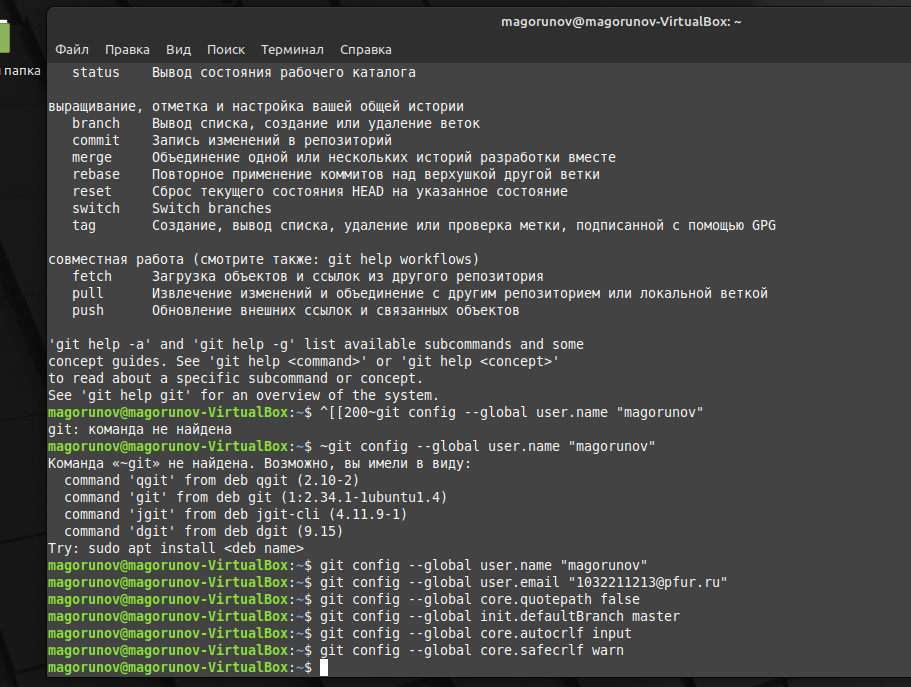 magorunov@magorunov-VirtualBox: ~
Файл Правка Вид Поиск Терминал Справка
папка
status Вывод состояния рабочего каталога
выращивание, отметка и настройка вашей общей истории
branch Вывод списка, создание или удаление веток
commit Запись изменений в репозиторий
merge Объединение одной или нескольких историй разработки вместе
rebase Повторное применение коммитов над верхушкой другой ветки
reset Сброс текущего состояния HEAD на указанное состояние
switch Switch branches
tag Создание, вывод списка, удаление или проверка метки, подписанной с помощью GPG
совместная работа (смотрите также: git help workflows)
fetch Загрузка объектов и ссылок из другого репозитория
pull Извлечение изменений и объединение с другим репозиторием или локальной веткой
push Обновление внешних ссылок и связанных объектов
'git help -a' and 'git help -g' list available subcommands and some
concept guides. See 'git help <command>' or 'git help <concept>'
to read about a specific subcommand or concept.
See 'git help git' for an overview of the system.
magorunov@magorunov-VirtualBox:~$ ^[[200~git config --global user.name "magorunov"
git: команда не найдена
magorunov@magorunov-VirtualBox:~$ ~git config --global user.name "magorunov"
Команда «~git» не найдена. Возможно, вы имели в виду:
command 'qgit' from deb qgit (2.10-2)
command 'git' from deb git (1:2.34.1-1ubuntu1.4)
command 'jgit' from deb jgit-cli (4.11.9-1)
command 'dgit' from deb dgit (9.15)
Try: sudo apt install <deb name>
magorunov@magorunov-VirtualBox:~$ git config --global user.name "magorunov"
magorunov@magorunov-VirtualBox:~$ git config --global user.email "1032211213@pfur.ru"
magorunov@magorunov-VirtualBox:~$ git config --global core.quotepath false
magorunov@magorunov-VirtualBox:~$ git config --global init.defaultBranch master
magorunov@magorunov-VirtualBox:~$ git config --global core.autocrlf input
magorunov@magorunov-VirtualBox:~$ git config --global core.safecrlf warn
magorunov@magorunov-VirtualBox:~$